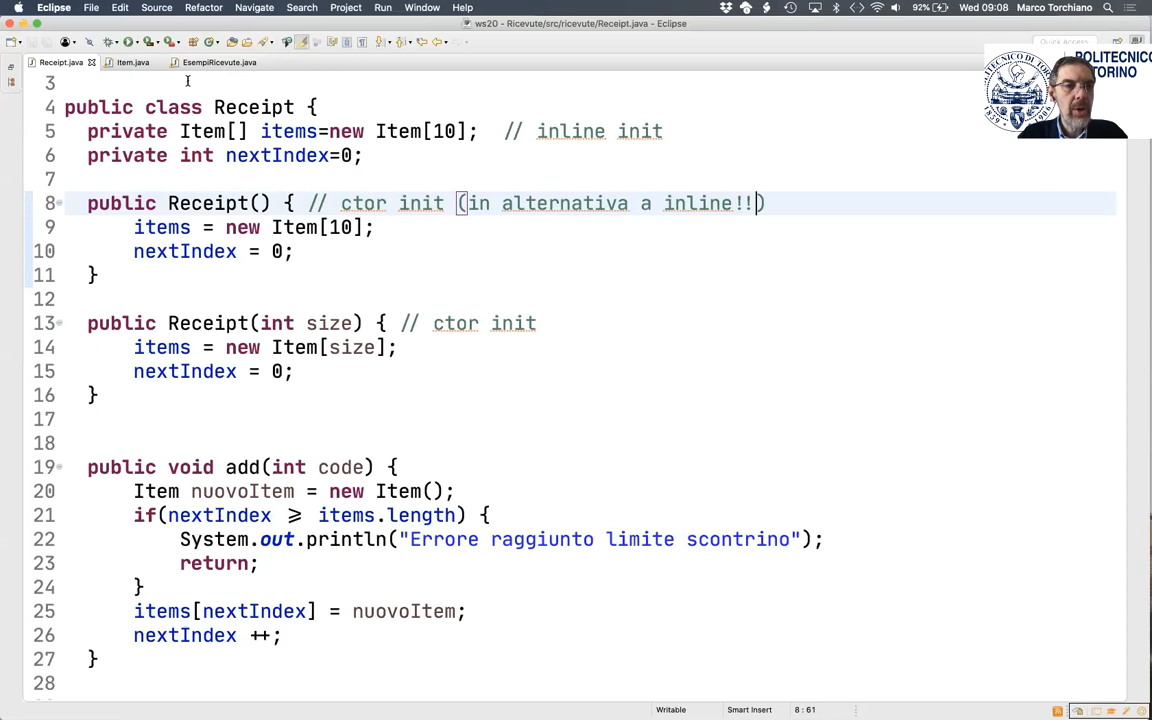 Eclipse File Edit Source Refactor Navigate Search Project Run Window Help 92% Wed 09:08 Marco Torchiano
ws20 - Ricevute/src/ricevute/Receipt.java - Eclipse
Quick Access
Receipt.java Item.java EsempiRicevute.java
POLITECNICO
TORINO
3
4 public class Receipt {
5 private Item[] items=new Item[10]; // inline init
6 private int nextIndex=0;
7
8 public Receipt() { // ctor init (in alternativa a inline!!)
9 items = new Item[10];
10 nextIndex = 0;
11 }
12
13 public Receipt(int size) { // ctor init
14 items = new Item[size];
15 nextIndex = 0;
16 }
17
18
19 public void add(int code) {
20 Item nuovoItem = new Item();
21 if(nextIndex >= items.length) {
22 System.out.println("Errore raggiunto limite scontrino");
23 return;
24 }
25 items[nextIndex] = nuovoItem;
26 nextIndex ++;
27 }
28
Writable Smart Insert 8 : 61